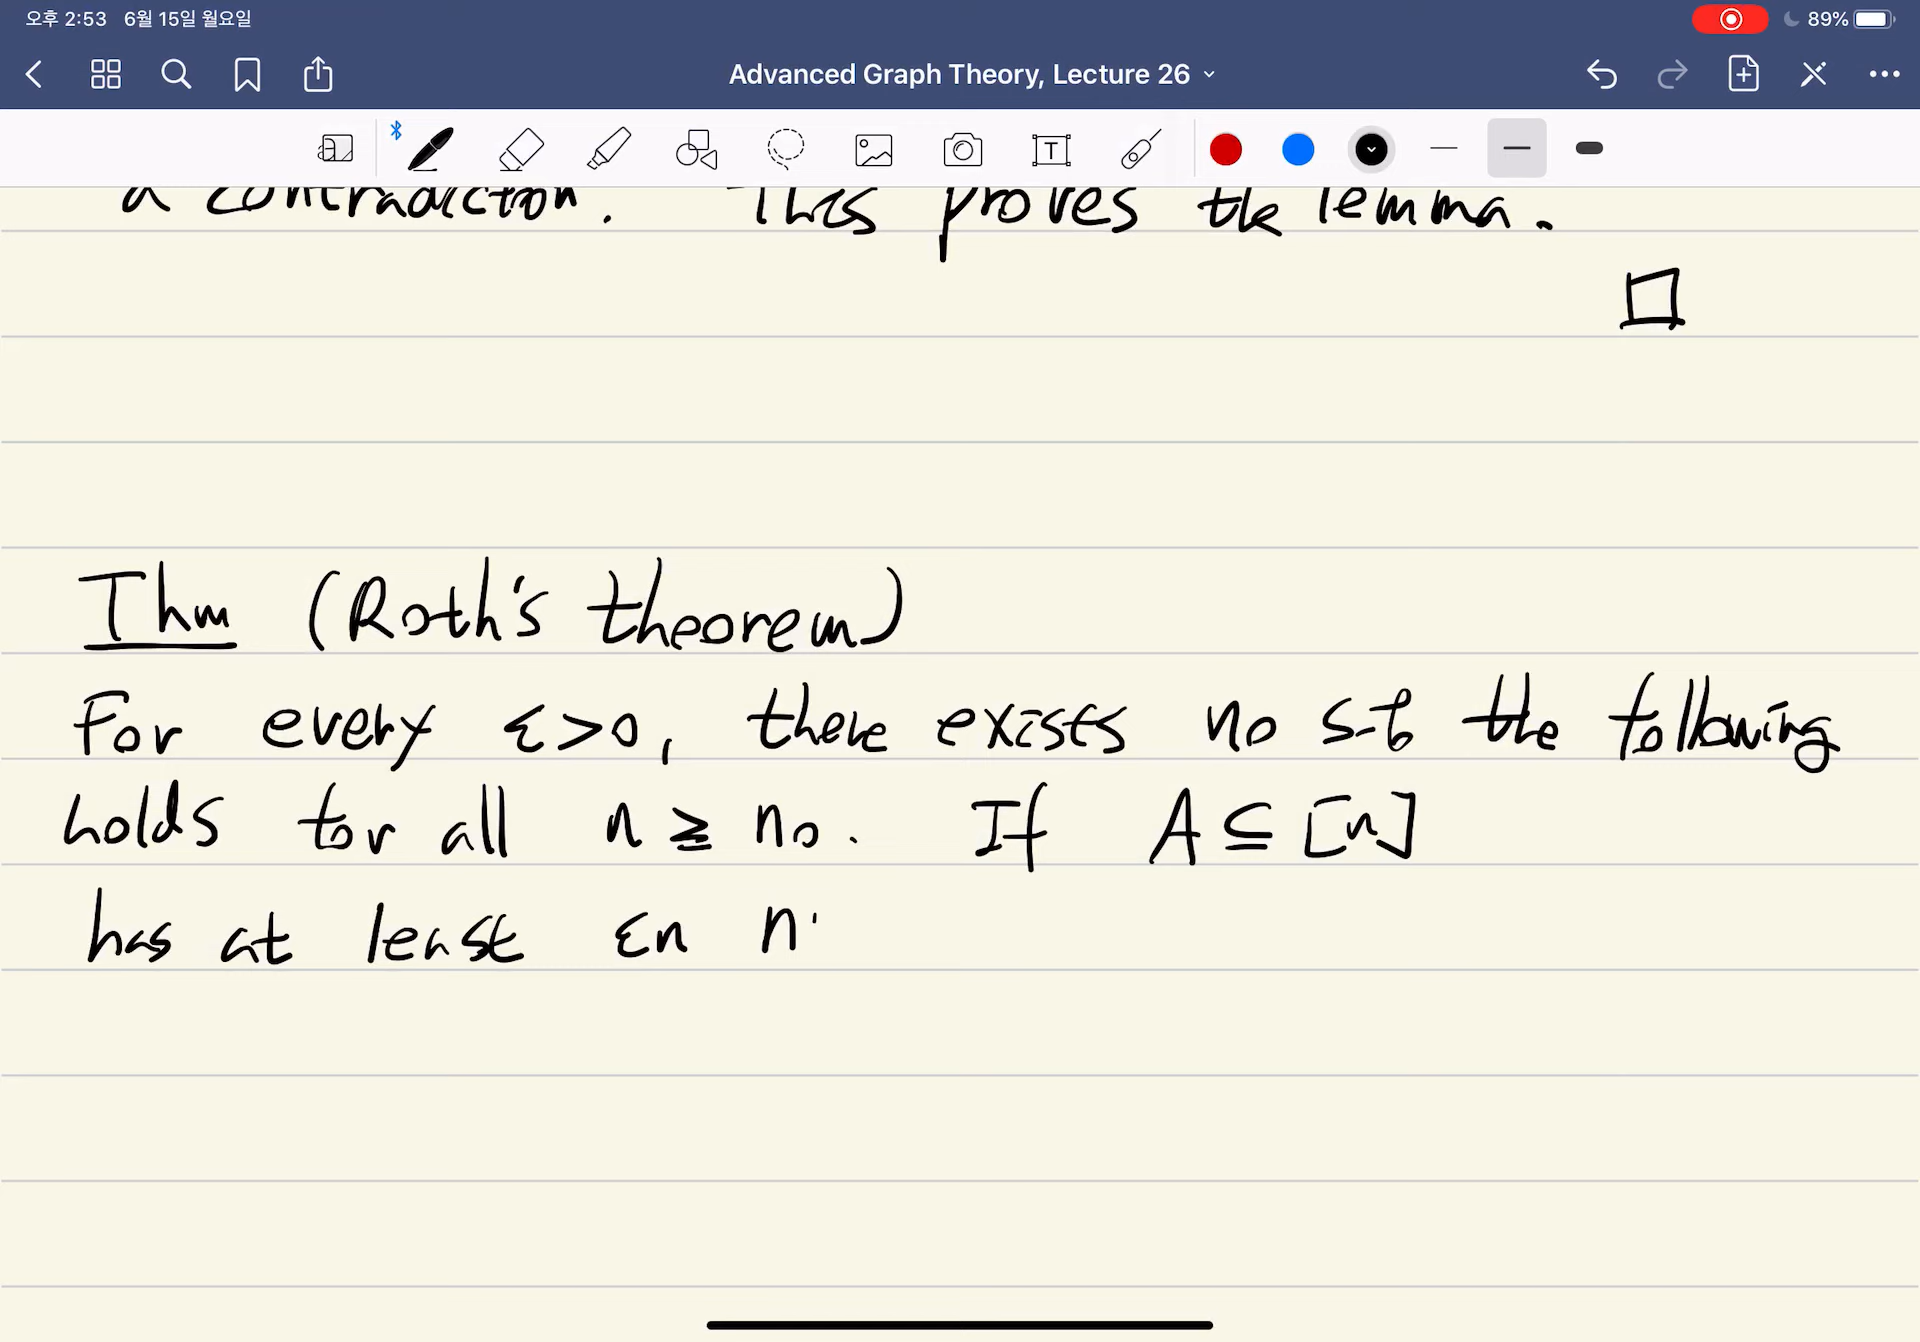 오후 2:53 6월 15일 월요일
89%
Advanced Graph Theory, Lecture 26
a contradiction. This proves the lemma.
Thm (Roth's theorem)
For every ε>0, there exists n₀ s.t the following
holds for all n ≥ n₀. If A ⊆ [n]
has at least εn n